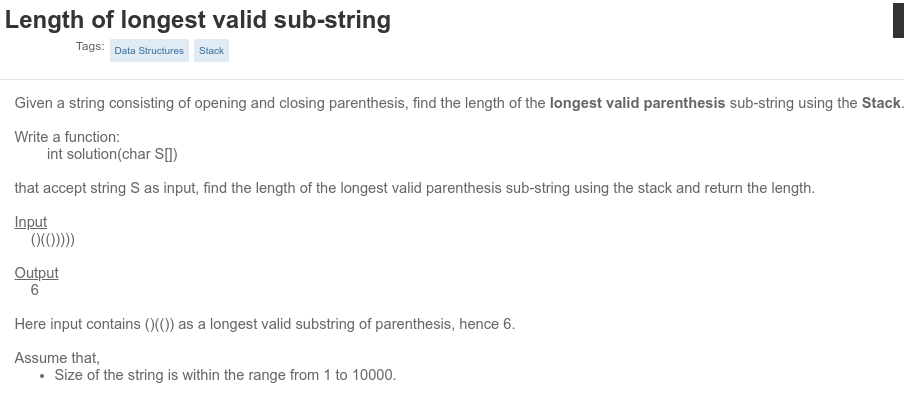 Length of longest valid sub-string
Tags: Data Structures Stack
Given a string consisting of opening and closing parenthesis, find the length of the longest valid parenthesis sub-string using the Stack.
Write a function:
int solution(char S[])
that accept string S as input, find the length of the longest valid parenthesis sub-string using the stack and return the length.
Input
()(()))))
Output
6
Here input contains ()(()) as a longest valid substring of parenthesis, hence 6.
Assume that,
• Size of the string is within the range from 1 to 10000.